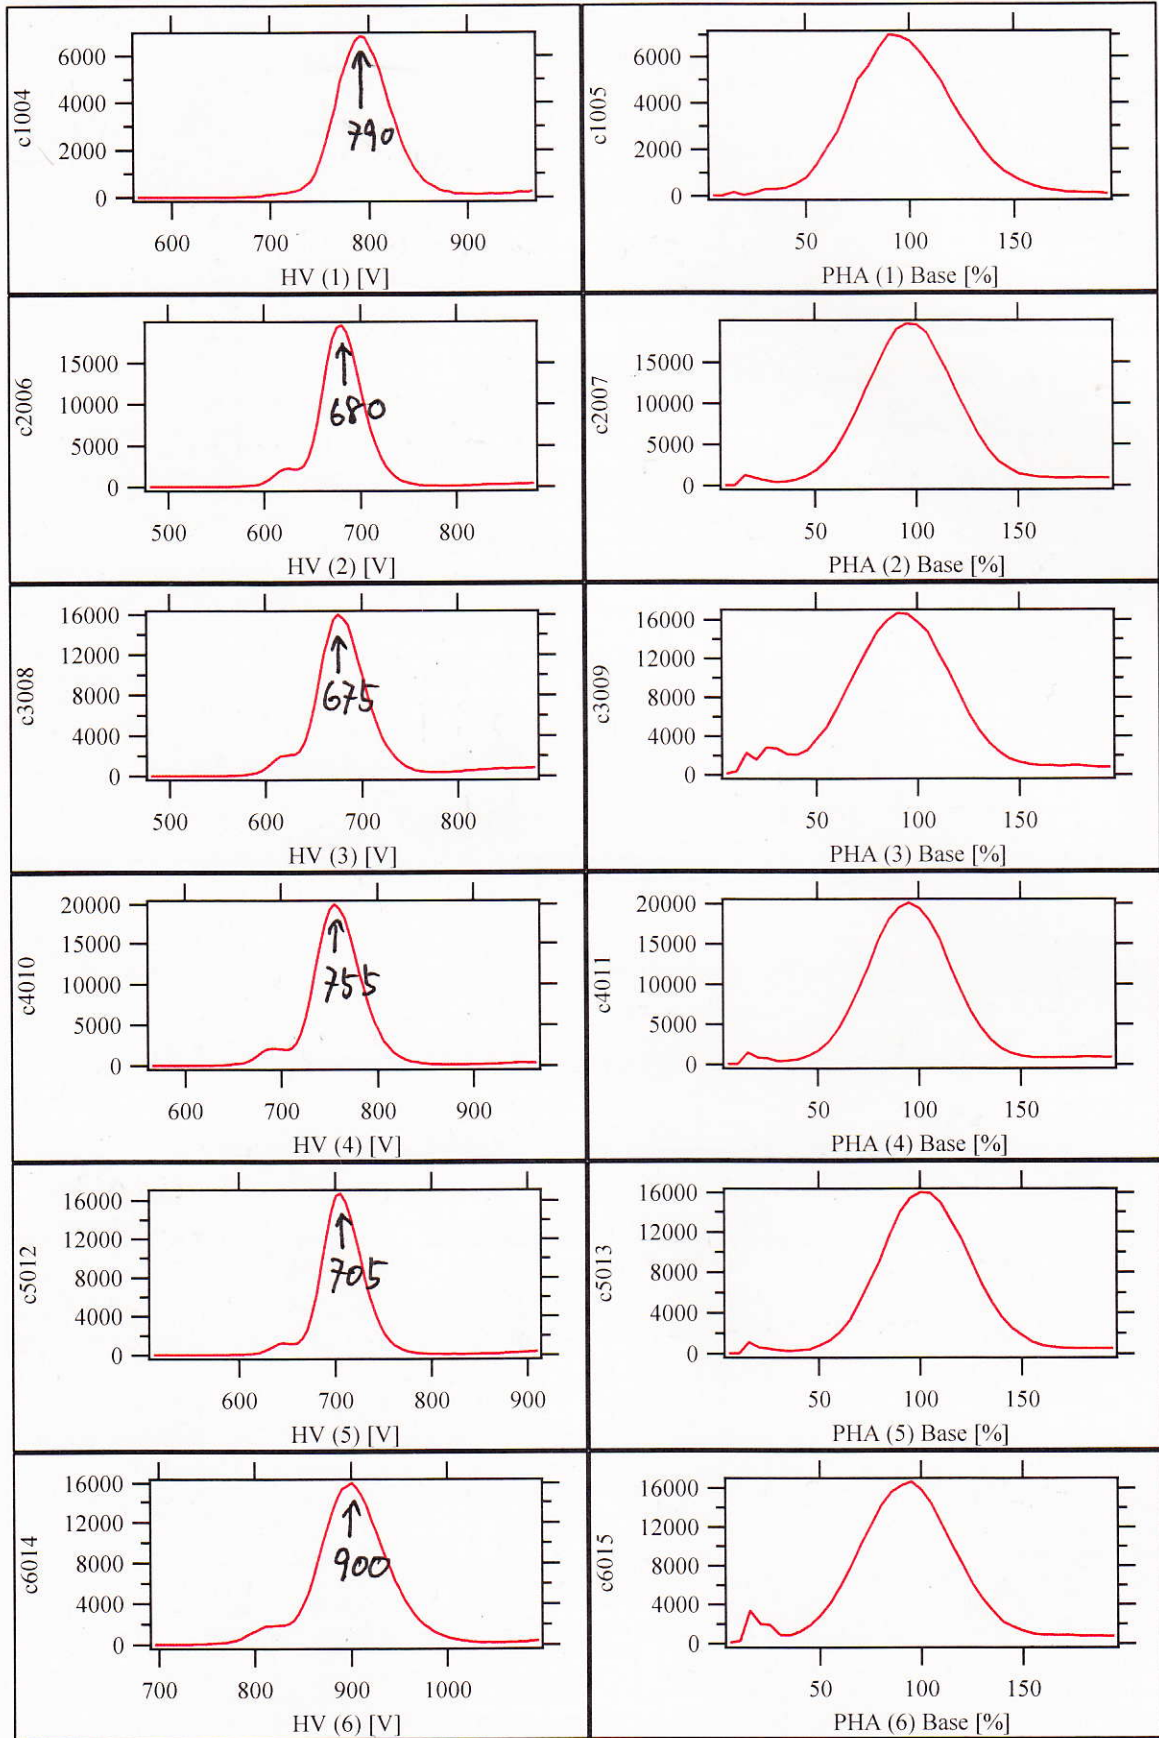 c1004
6000
4000
2000
0
790
600 700 800 900
HV (1) [V]
c1005
6000
4000
2000
0
50 100 150
PHA (1) Base [%]
c2006
15000
10000
5000
0
680
500 600 700 800
HV (2) [V]
c2007
15000
10000
5000
0
50 100 150
PHA (2) Base [%]
c3008
16000
12000
8000
4000
0
675
500 600 700 800
HV (3) [V]
c3009
16000
12000
8000
4000
0
50 100 150
PHA (3) Base [%]
c4010
20000
15000
10000
5000
0
755
600 700 800 900
HV (4) [V]
c4011
20000
15000
10000
5000
0
50 100 150
PHA (4) Base [%]
c5012
16000
12000
8000
4000
0
705
600 700 800 900
HV (5) [V]
c5013
16000
12000
8000
4000
0
50 100 150
PHA (5) Base [%]
c6014
16000
12000
8000
4000
0
900
700 800 900 1000
HV (6) [V]
c6015
16000
12000
8000
4000
0
50 100 150
PHA (6) Base [%]